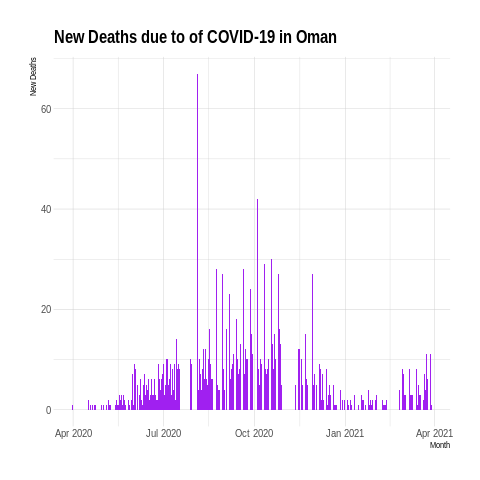 New Deaths due to of COVID-19 in Oman
New Deaths
60
40
20
0
Apr 2020 Jul 2020 Oct 2020 Jan 2021 Apr 2021
Month